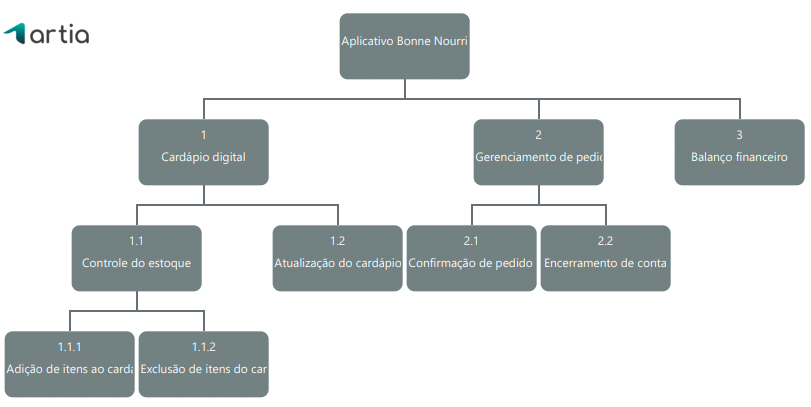 artia
Aplicativo Bonne Nourri
1
Cardápio digital
2
Gerenciamento de pedic
3
Balanço financeiro
1.1
Controle do estoque
1.2
Atualização do cardápio
2.1
Confirmação de pedido
2.2
Encerramento de conta
1.1.1
Adição de itens ao carda
1.1.2
Exclusão de itens do car